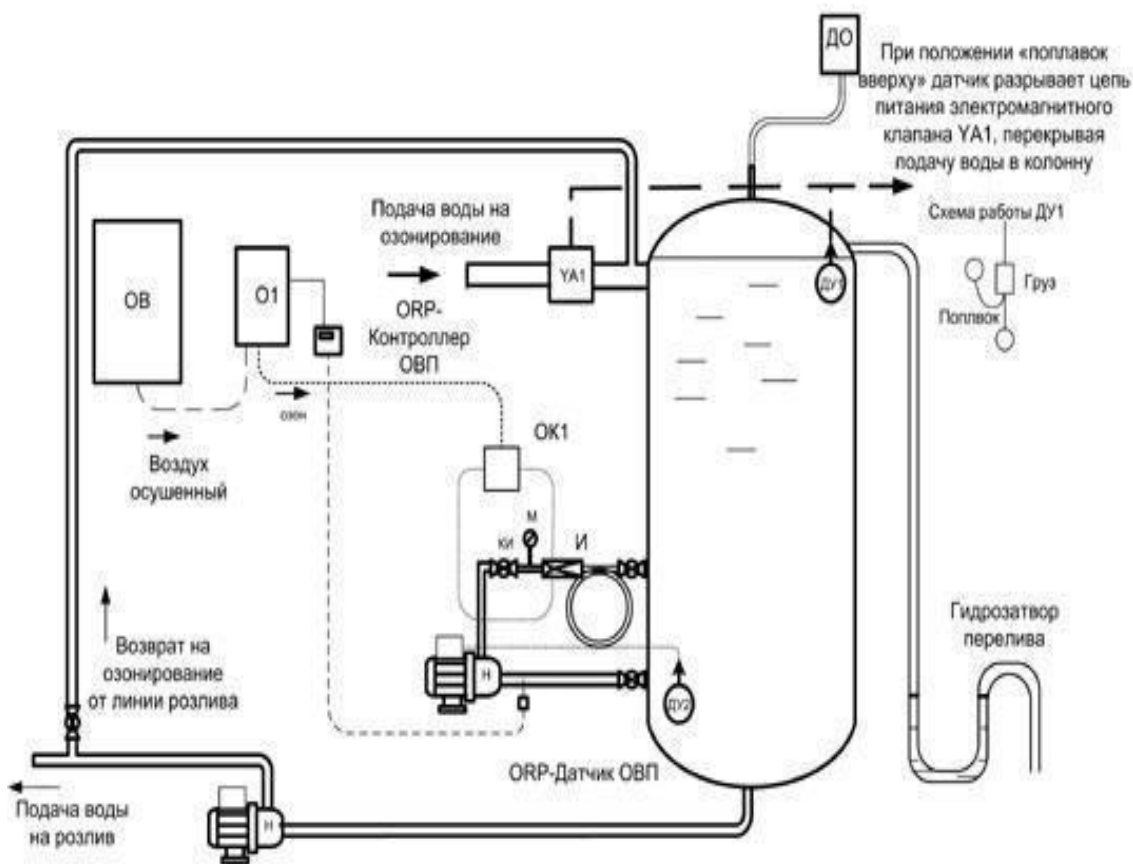 ДО
При положении «поплавок
вверху» датчик разрывает цепь
питания электромагнитного
клапана YA1, перекрывая
подачу воды в колонну
Подача воды на
озонирование
YA1
ДУ1
Схема работы ДУ1
Груз
Поплвок
ОВ
О1
ORP-
Контроллер
ОВП
озон
Воздух
осушенный
ОК1
М
КИ
И
Н
ДУ2
Возврат на
озонирование
от линии розлива
Гидрозатвор
перелива
ORP-Датчик ОВП
Подача воды
на розлив
Н